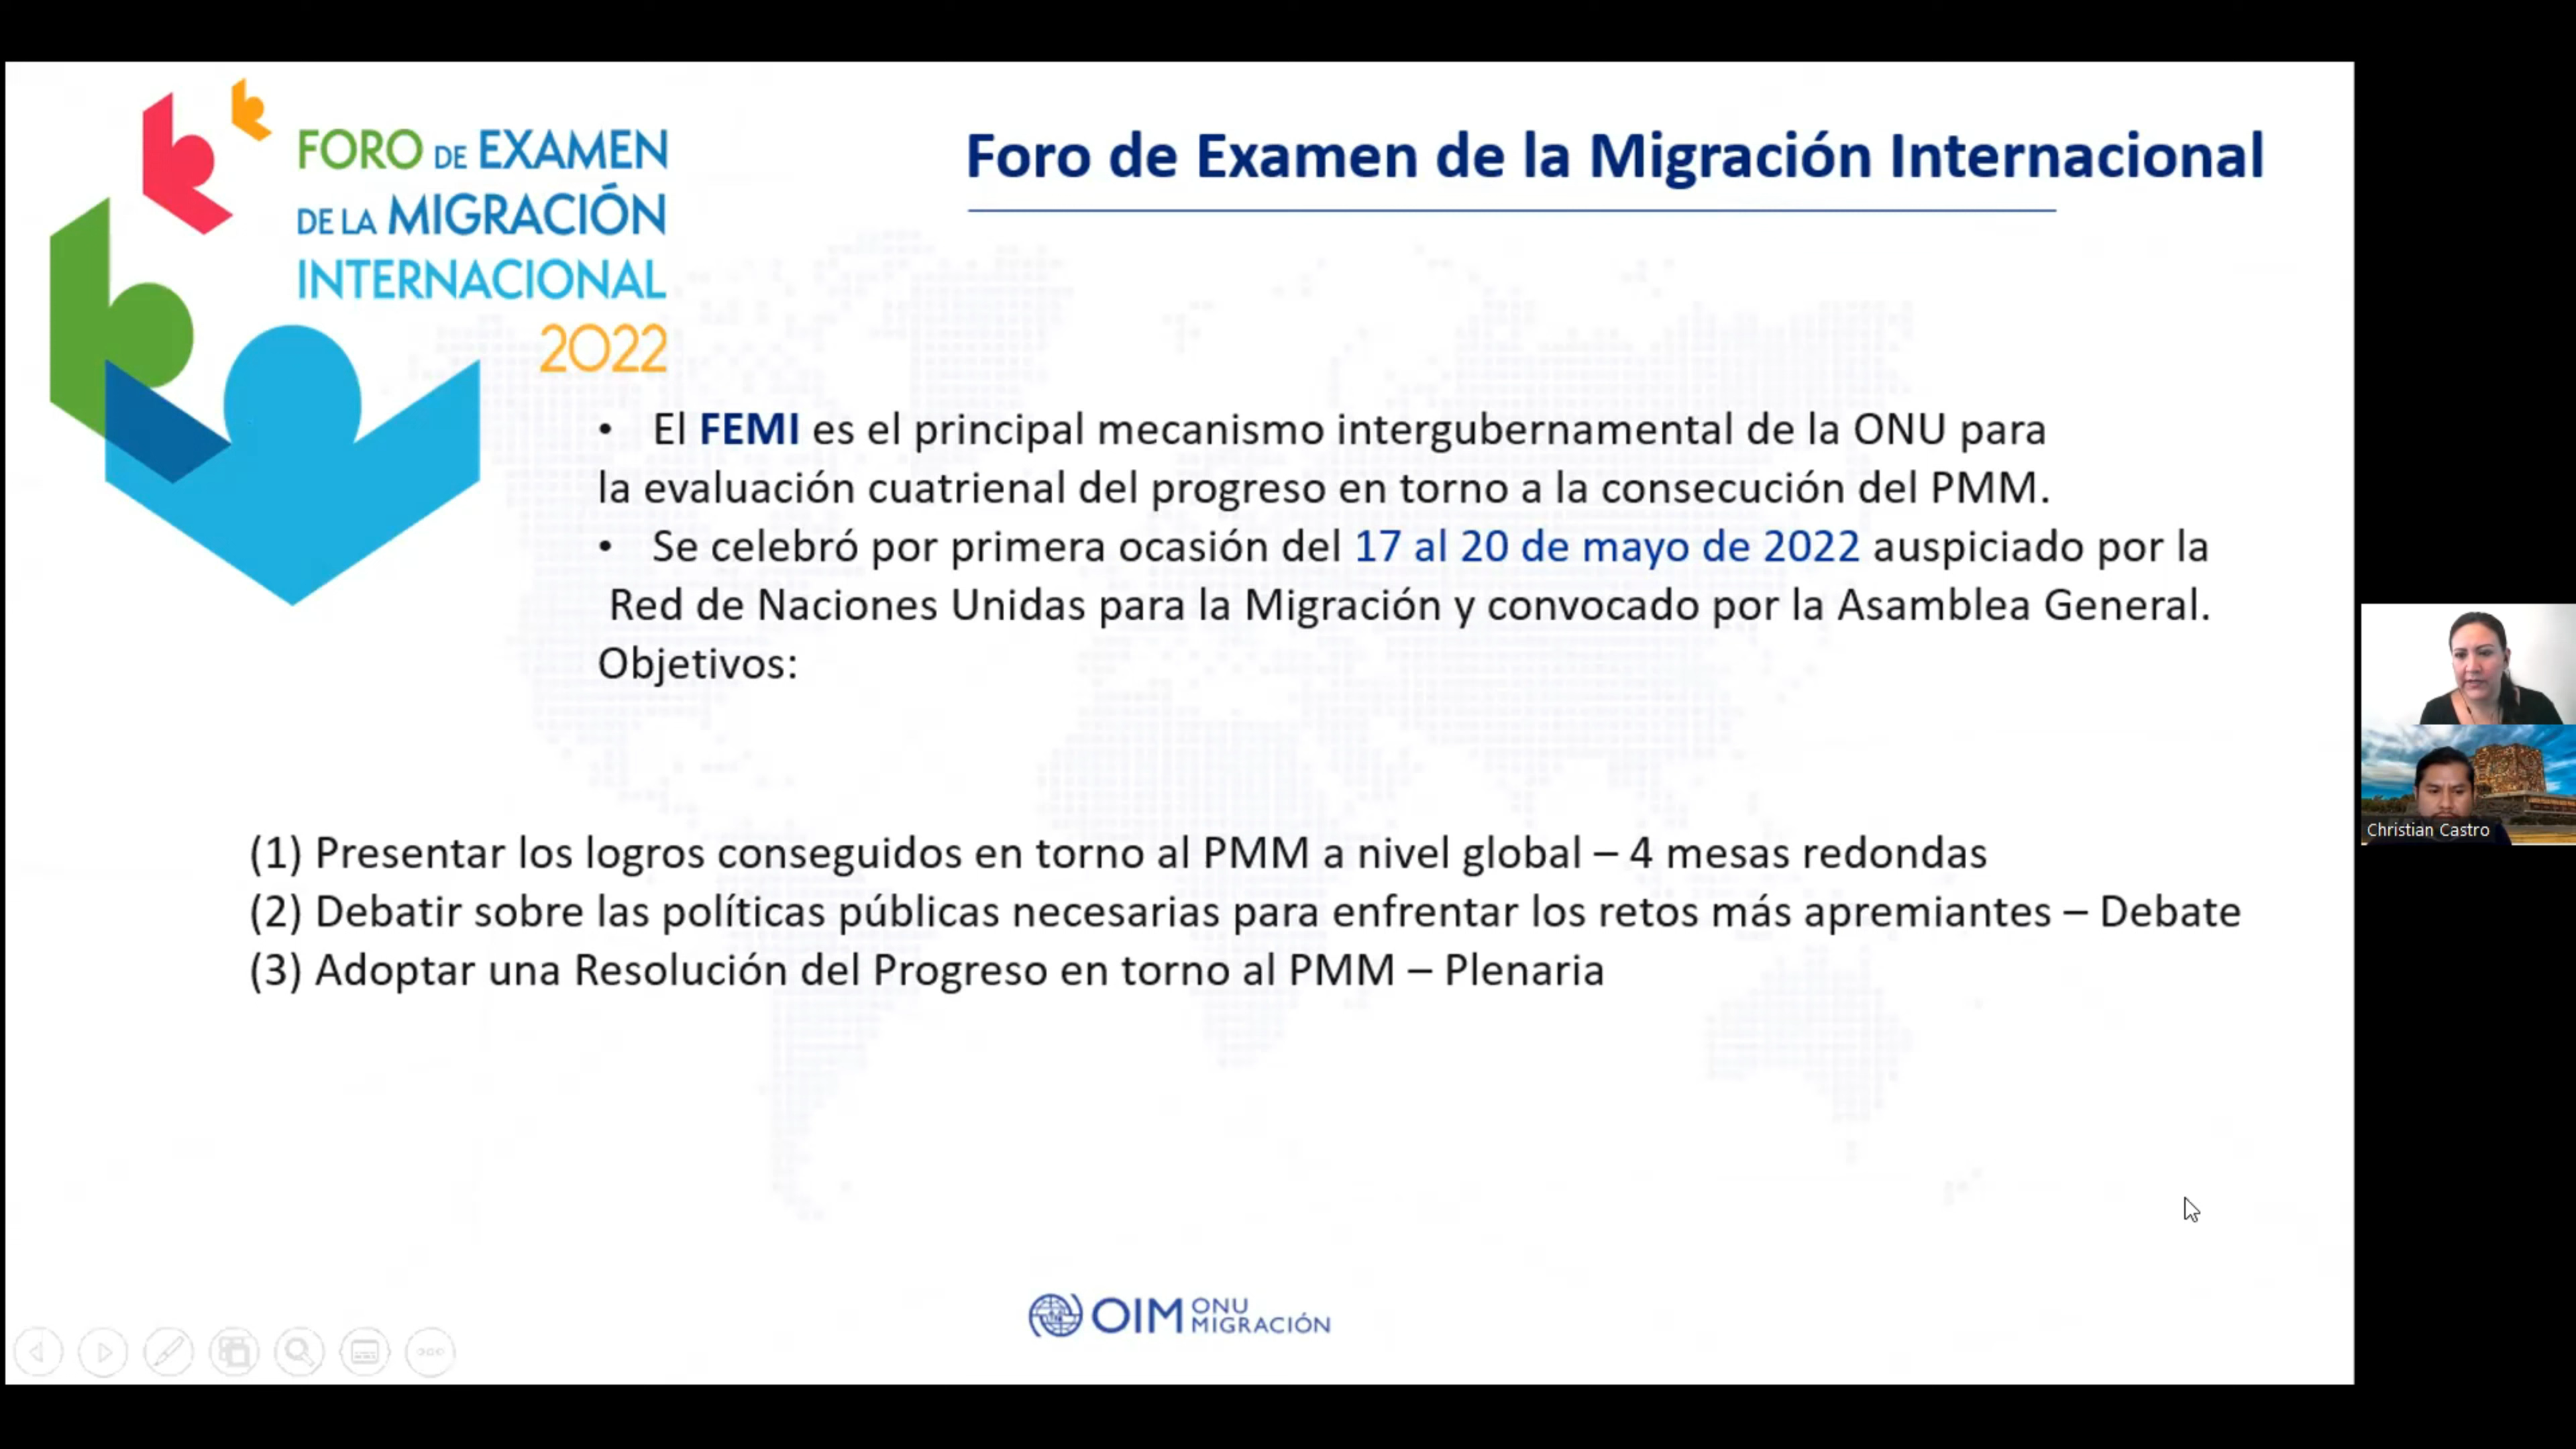 FORO DE EXAMEN
DE LA MIGRACIÓN
INTERNACIONAL
2022
Foro de Examen de la Migración Internacional
• El FEMI es el principal mecanismo intergubernamental de la ONU para
la evaluación cuatrienal del progreso en torno a la consecución del PMM.
• Se celebró por primera ocasión del 17 al 20 de mayo de 2022 auspiciado por la
Red de Naciones Unidas para la Migración y convocado por la Asamblea General.
Objetivos:
(1) Presentar los logros conseguidos en torno al PMM a nivel global – 4 mesas redondas
(2) Debatir sobre las políticas públicas necesarias para enfrentar los retos más apremiantes – Debate
(3) Adoptar una Resolución del Progreso en torno al PMM – Plenaria
Christian Castro
OIM ONU
MIGRACIÓN